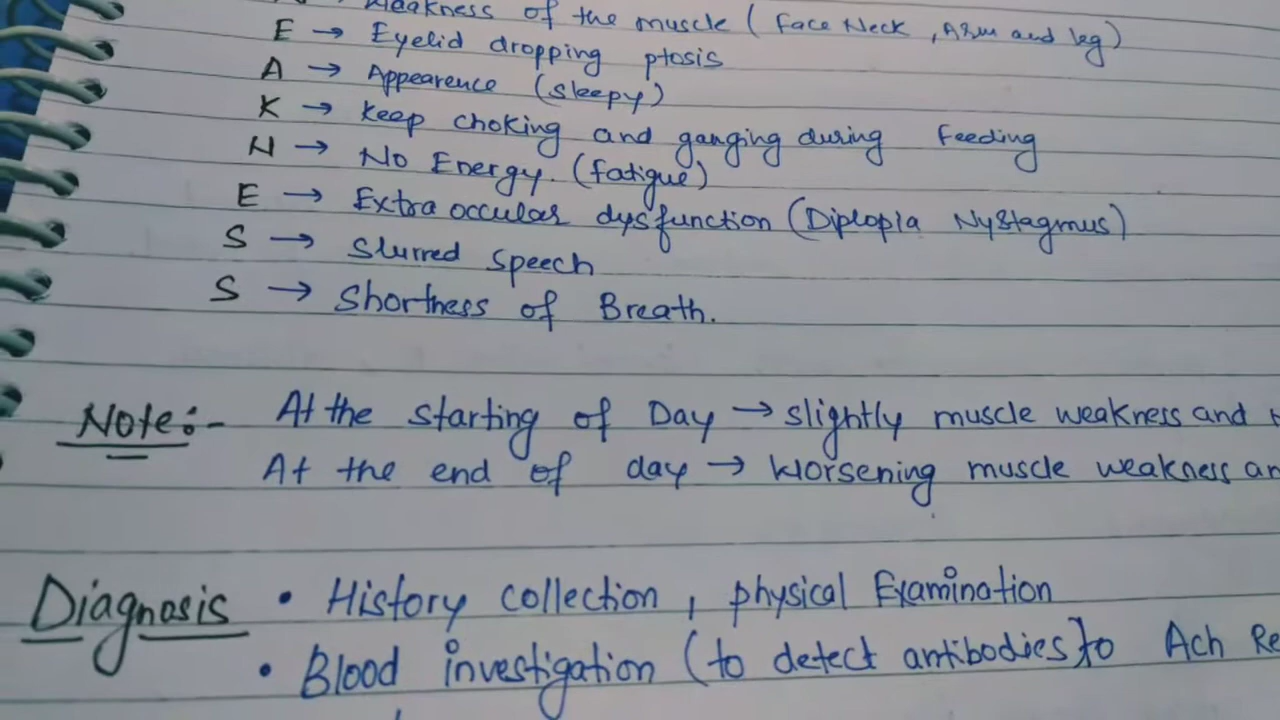 Weakness of the muscle ( Face Neck , Arm and leg)
E → Eyelid dropping ptosis
A → Appearence (sleepy)
K → Keep choking and ganging during Feeding
N → No Energy. (fatigue)
E → Extra occular dysfunction (Diplopia Nystagmus)
S → Slurred Speech
S → Shortness of Breath.
Note:- At the starting of Day → slightly muscle weakness and
At the end of day → Worsening muscle weakness an
Diagnosis • History collection , physical Examination
• Blood investigation (to detect antibodies) to Ach Re